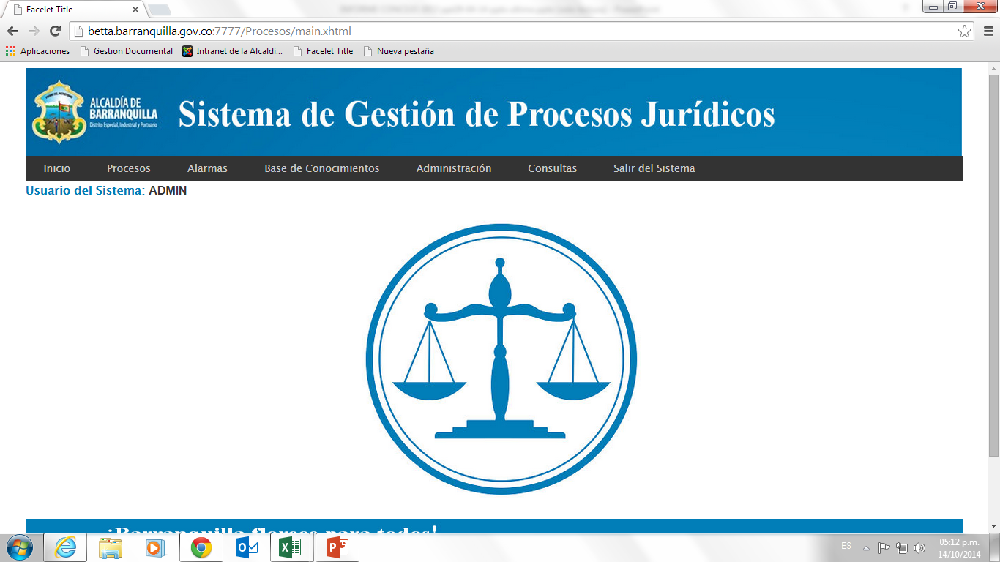 Facelet Title
betta.barranquilla.gov.co:7777/Procesos/main.xhtml
Aplicaciones Gestion Documental Intranet de la Alcaldí... Facelet Title Nueva pestaña
ALCALDÍA DE
BARRANQUILLA
Distrito Especial, Industrial y Portuario
Sistema de Gestión de Procesos Jurídicos
Inicio Procesos Alarmas Base de Conocimientos Administración Consultas Salir del Sistema
Usuario del Sistema: ADMIN
¡Barranquilla florece para todos!
ES
05:12 p.m.
14/10/2014